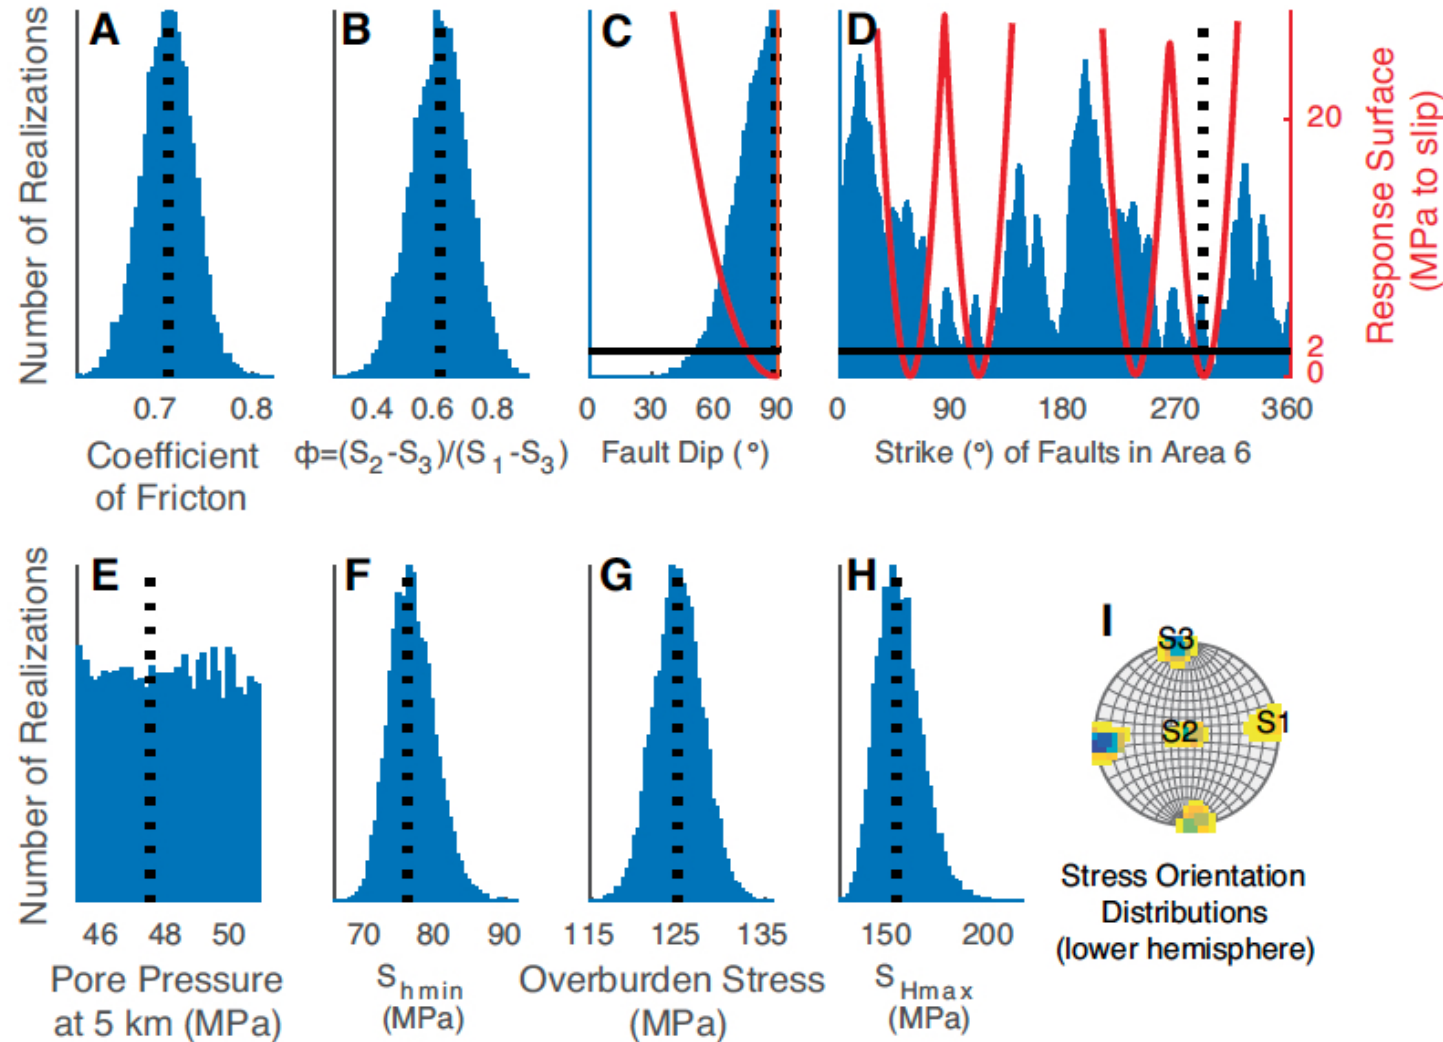 A
B
C
D
Number of Realizations
0.7 0.8
Coefficient
of Fricton
0.4 0.6 0.8
ϕ=(S2-S3)/(S1-S3)
0 30 60 90
Fault Dip (°)
0 90 180 270 360
Strike (°) of Faults in Area 6
20
2
0
Response Surface
(MPa to slip)
E
F
G
H
I
Number of Realizations
46 48 50
Pore Pressure
at 5 km (MPa)
70 80 90
S hmin
(MPa)
115 125 135
Overburden Stress
(MPa)
150 200
S Hmax
(MPa)
S3
S2
S1
Stress Orientation
Distributions
(lower hemisphere)